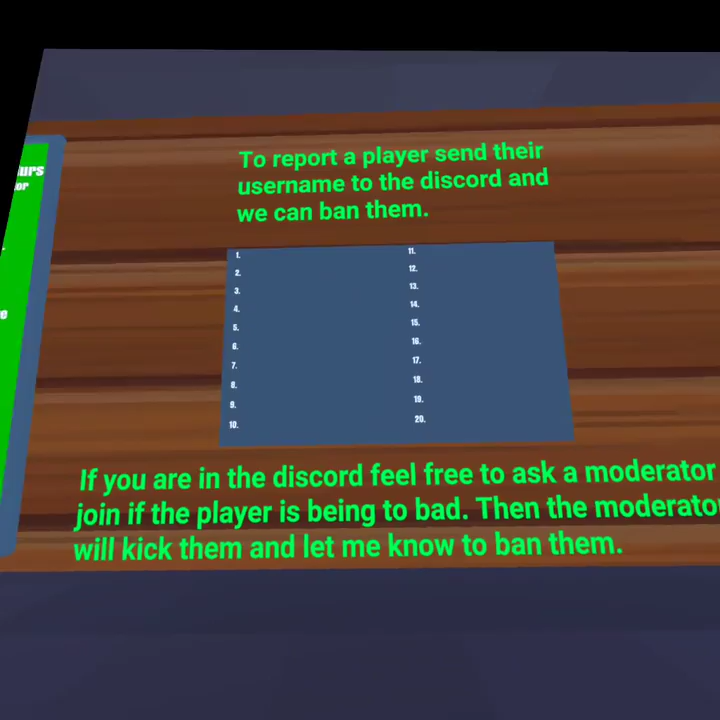 urs
or
To report a player send their
username to the discord and
we can ban them.
1.
2.
3.
4.
5.
6.
7.
8.
9.
10.
11.
12.
13.
14.
15.
16.
17.
18.
19.
20.
If you are in the discord feel free to ask a moderator
join if the player is being to bad. Then the moderator
will kick them and let me know to ban them.